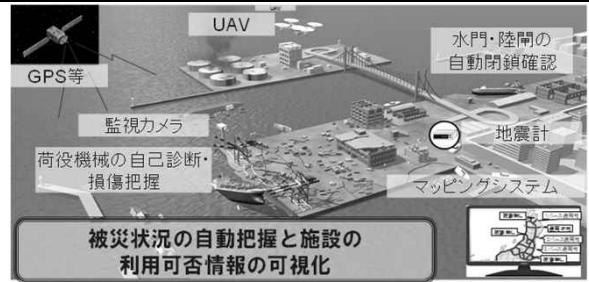 UAV
GPS等
水門・陸閘の
自動閉鎖確認
監視カメラ
地震計
荷役機械の自己診断・
損傷把握
マッピングシステム
被災状況の自動把握と施設の
利用可否情報の可視化